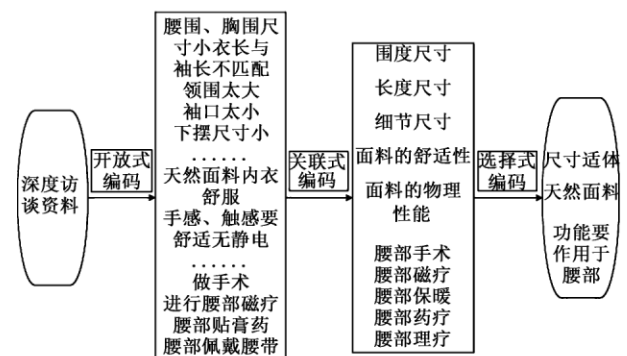 深度访
谈资料
开放式
编码
腰围、胸围尺
寸小衣长与
袖长不匹配
领围太大
袖口太小
下摆尺寸小
......
天然面料内衣
舒服
手感、触感要
舒适无静电
......
做手术
进行腰部磁疗
腰部贴膏药
腰部佩戴腰带
关联式
编码
围度尺寸
长度尺寸
细节尺寸
面料的舒适性
面料的物理
性能
腰部手术
腰部磁疗
腰部保暖
腰部药疗
腰部理疗
选择式
编码
尺寸适体
天然面料
功能要
作用于
腰部